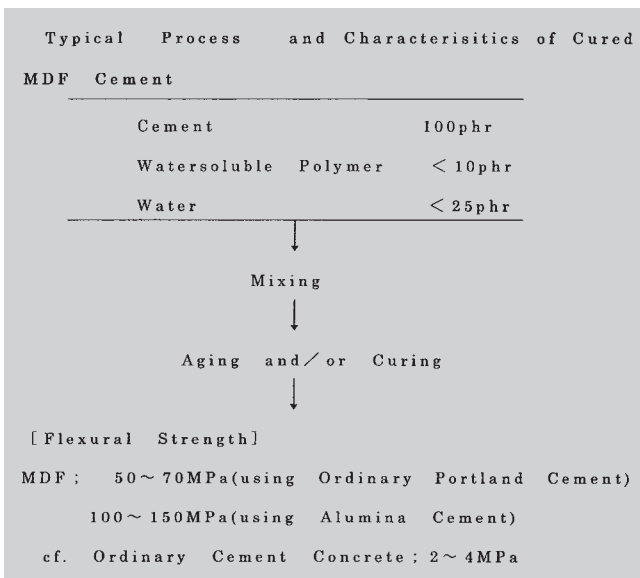 Typical Process and Characterisitics of Cured
MDF Cement
Cement 100phr
Watersoluble Polymer <10phr
Water <25phr
Mixing
Aging and／or Curing
[Flexural Strength]
MDF; 50~70MPa(using Ordinary Portland Cement)
100~150MPa(using Alumina Cement)
cf. Ordinary Cement Concrete; 2~4MPa